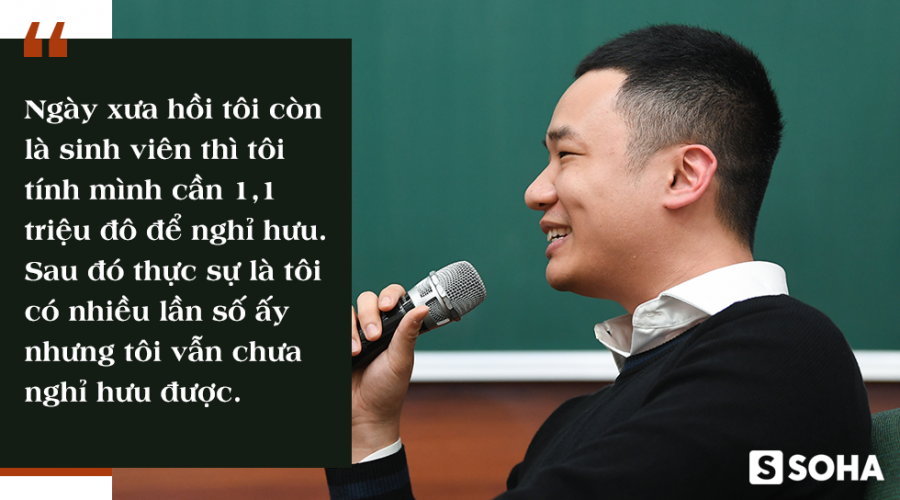 Ngày xưa hồi tôi còn
là sinh viên thì tôi
tính mình cần 1,1
triệu đô để nghỉ hưu.
Sau đó thực sự là tôi
có nhiều lần số ấy
nhưng tôi vẫn chưa
nghỉ hưu được.
S SOHA